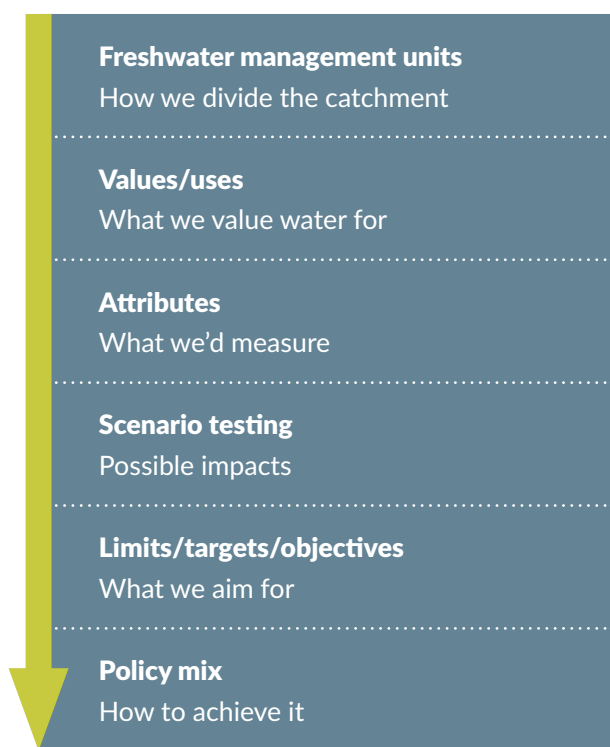 Freshwater management units
How we divide the catchment
Values/uses
What we value water for
Attributes
What we'd measure
Scenario testing
Possible impacts
Limits/targets/objectives
What we aim for
Policy mix
How to achieve it